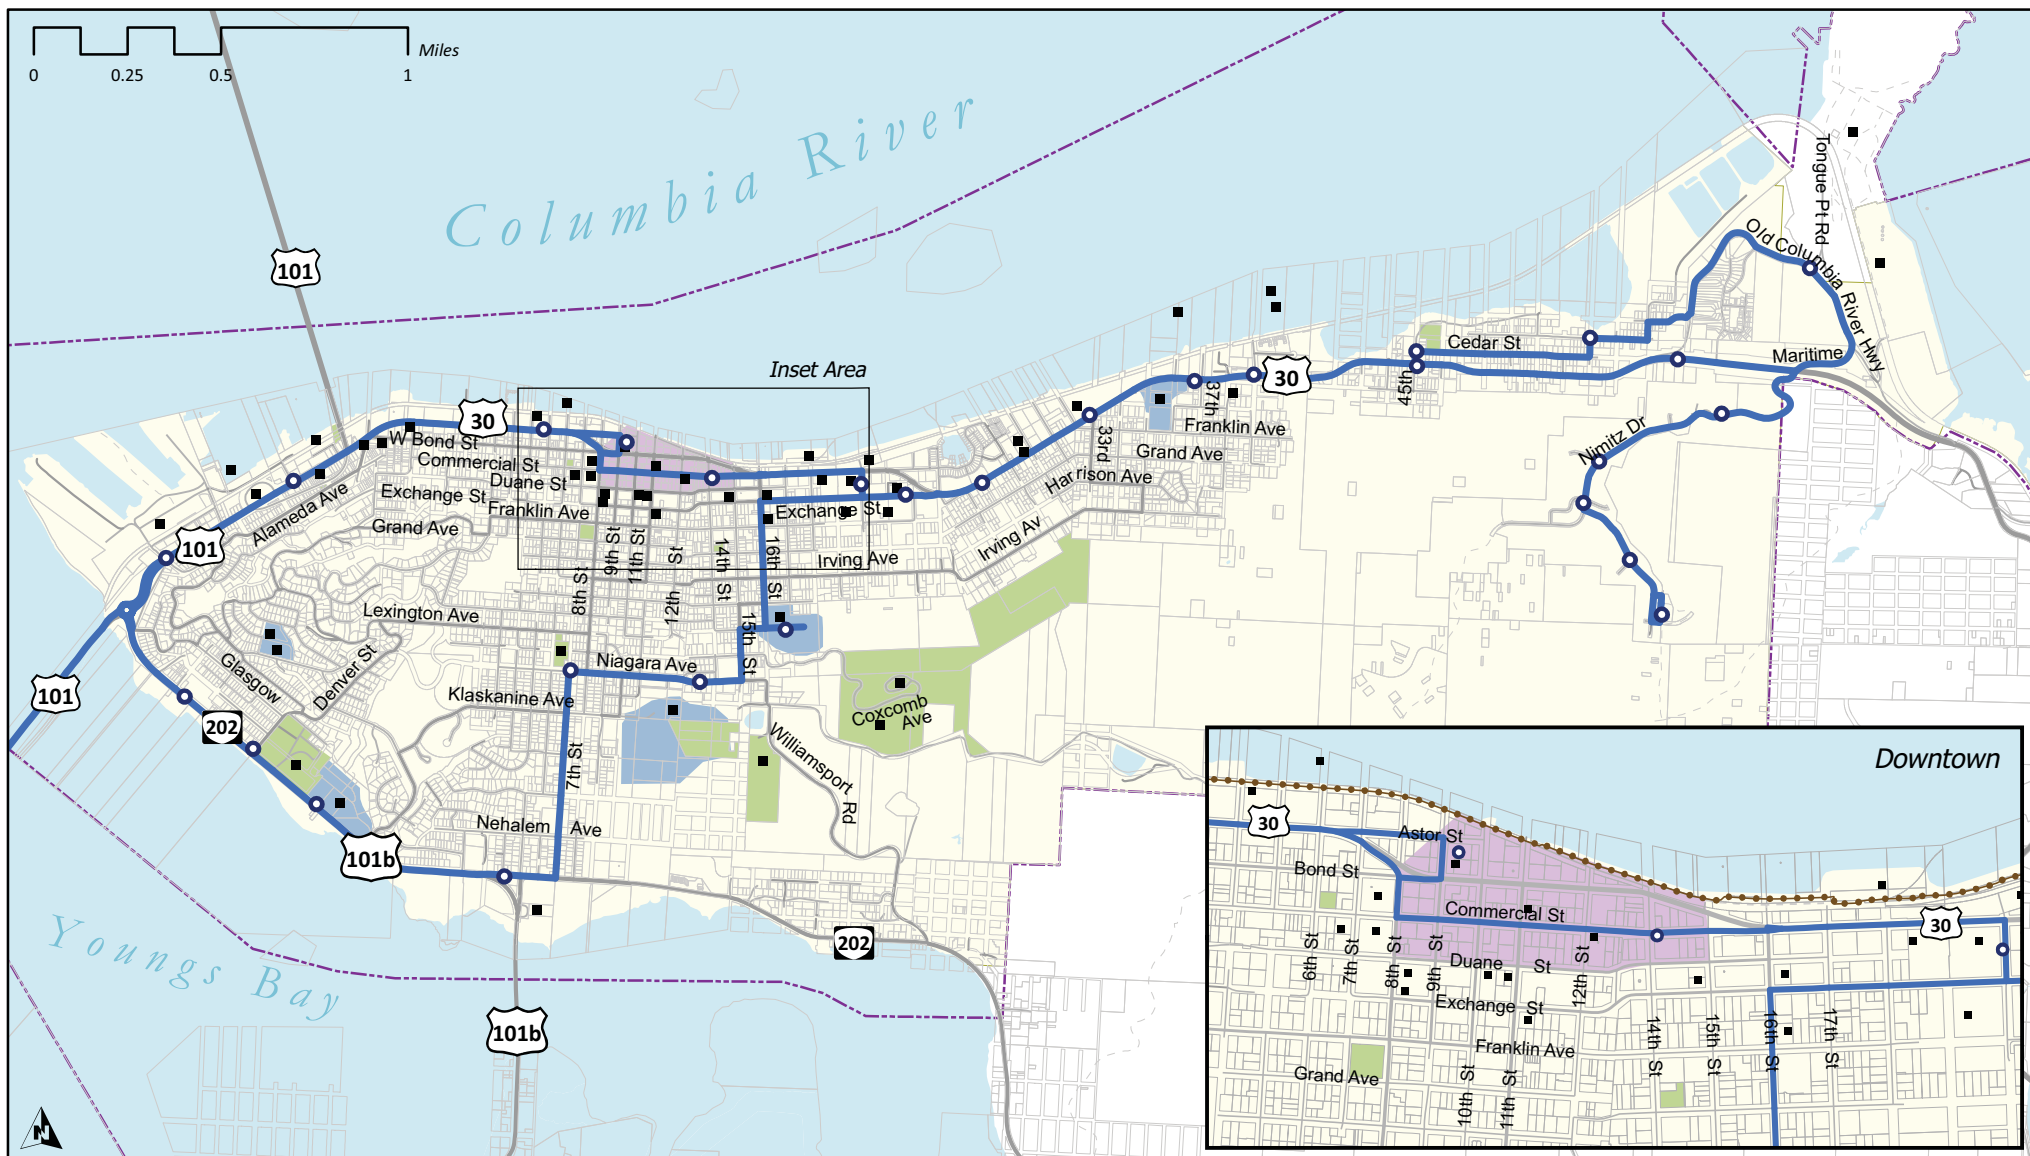 Miles
0 0.25 0.5 1
Columbia River
101
Inset Area
30
W Bond St
Commercial St
Duane St
Exchange St
Franklin Ave
Grand Ave
Alameda Ave
101
Exchange St
Irving Ave
Irving Av
Harrison Ave
Grand Ave
Franklin Ave
33rd
37th
30
45th
Cedar St
Maritime
Old Columbia River Hwy
Tongue Pt Rd
Nimitz Dr
8th St
9th St
11th St
12th St
14th St
16th St
15th St
Lexington Ave
Niagara Ave
Klaskanine Ave
Glasgow
Denver St
101
202
7th St
Coxcomb Ave
Williamsport Rd
Nehalem Ave
101b
202
101b
Youngs Bay
N
Downtown
30
Astor St
Bond St
Commercial St
30
6th St
7th St
8th St
9th St
Duane St
12th St
Exchange St
14th St
15th St
16th St
17th St
Franklin Ave
Grand Ave
10th St
11th St